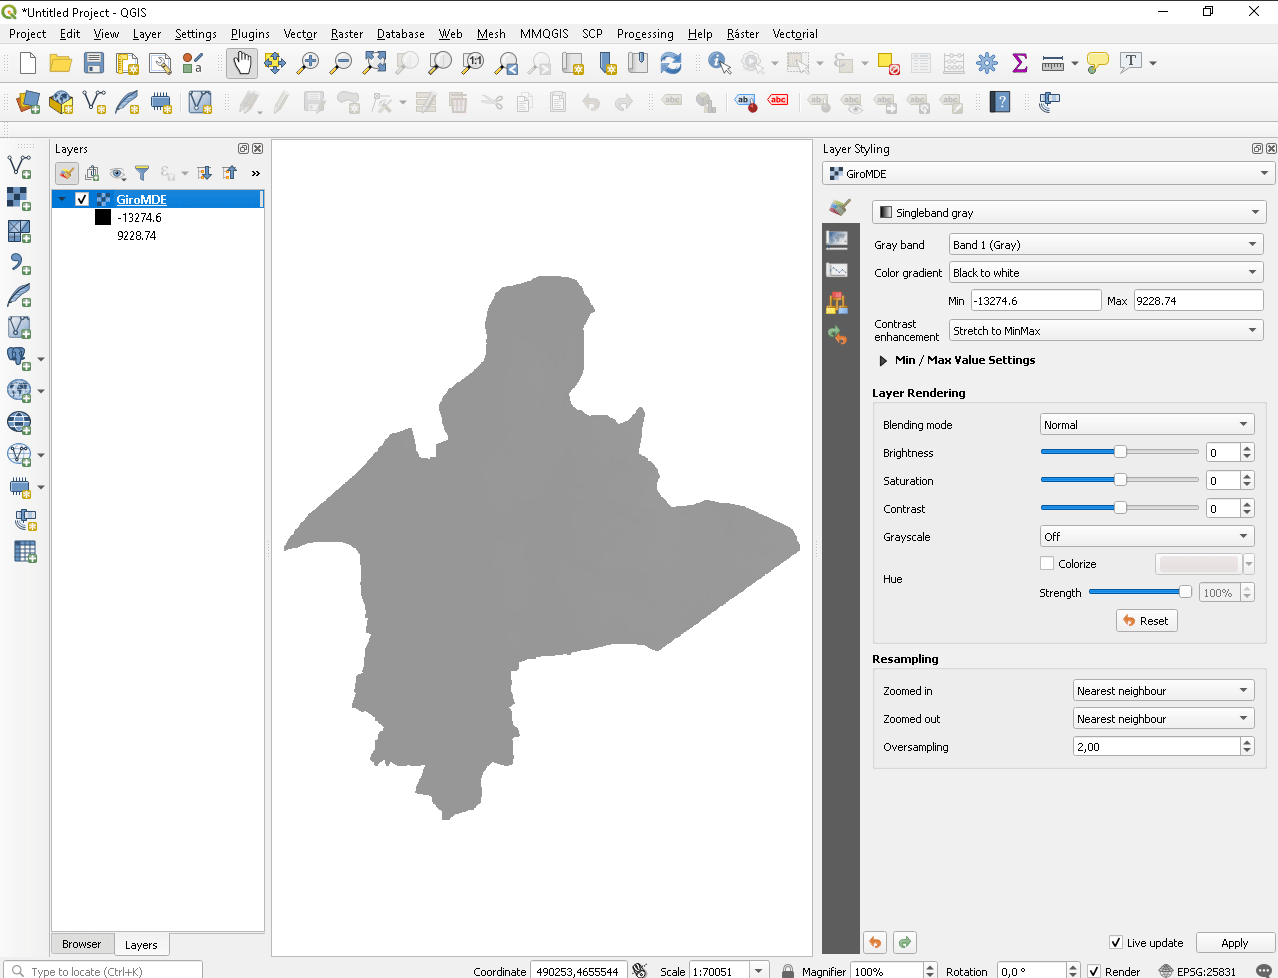 *Untitled Project - QGIS
Project Edit View Layer Settings Plugins Vector Raster Database Web Mesh MMQGIS SCP Processing Help Ráster Vectorial
1:1
T
abc abc abc
?
Layers
»
GiroMDE
-13274.6
9228.74
Browser Layers
Layer Styling
GiroMDE
Singleband gray
Gray band Band 1 (Gray)
Color gradient Black to white
Min -13274.6 Max 9228.74
Contrast enhancement Stretch to MinMax
Min / Max Value Settings
Layer Rendering
Blending mode Normal
Brightness 0
Saturation 0
Contrast 0
Grayscale Off
Hue Colorize
Strength 100%
Reset
Resampling
Zoomed in Nearest neighbour
Zoomed out Nearest neighbour
Oversampling 2,00
Live update Apply
Type to locate (Ctrl+K) Coordinate 490253,4655544 Scale 1:70051 Magnifier 100% Rotation 0,0 ° Render EPSG:25831